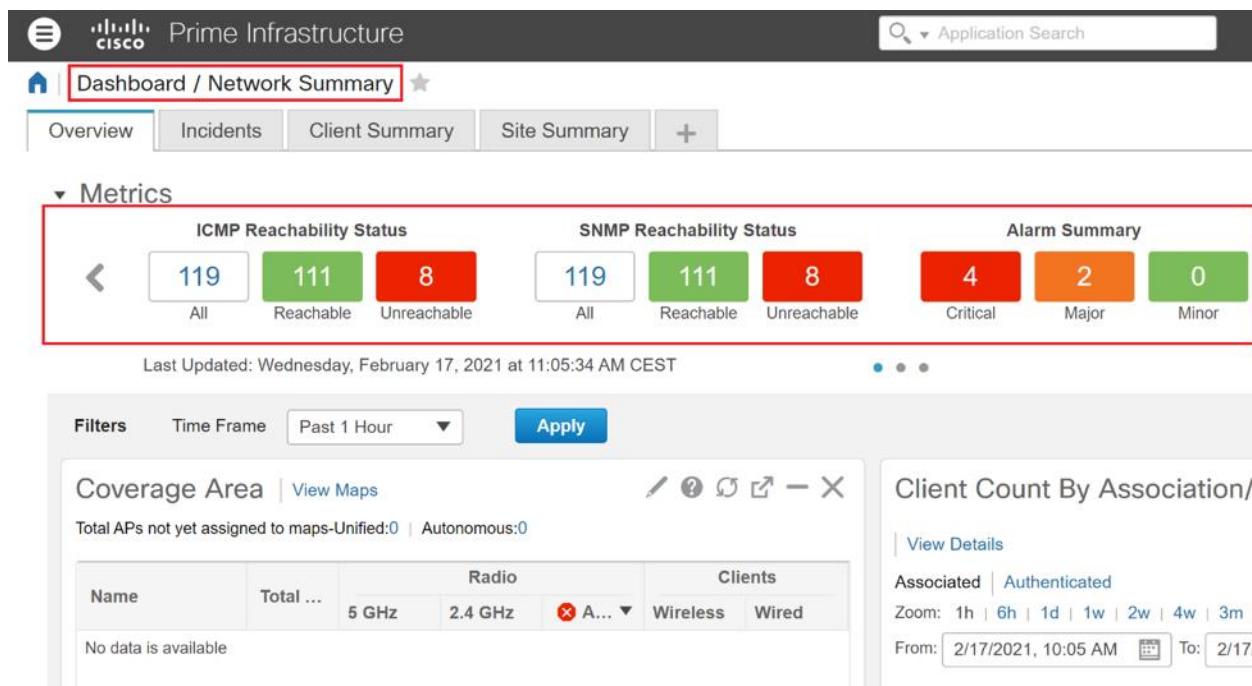 CISCO Prime Infrastructure
Application Search
Dashboard / Network Summary
Overview Incidents Client Summary Site Summary +
Metrics
ICMP Reachability Status SNMP Reachability Status Alarm Summary
119 111 8 119 111 8 4 2 0
All Reachable Unreachable All Reachable Unreachable Critical Major Minor
Last Updated: Wednesday, February 17, 2021 at 11:05:34 AM CEST
Filters Time Frame Past 1 Hour Apply
Coverage Area | View Maps
Total APs not yet assigned to maps-Unified:0 | Autonomous:0
Name Total ... Radio Clients
5 GHz 2.4 GHz A... Wireless Wired
No data is available
Client Count By Association/
View Details
Associated | Authenticated
Zoom: 1h | 6h | 1d | 1w | 2w | 4w | 3m
From: 2/17/2021, 10:05 AM To: 2/17